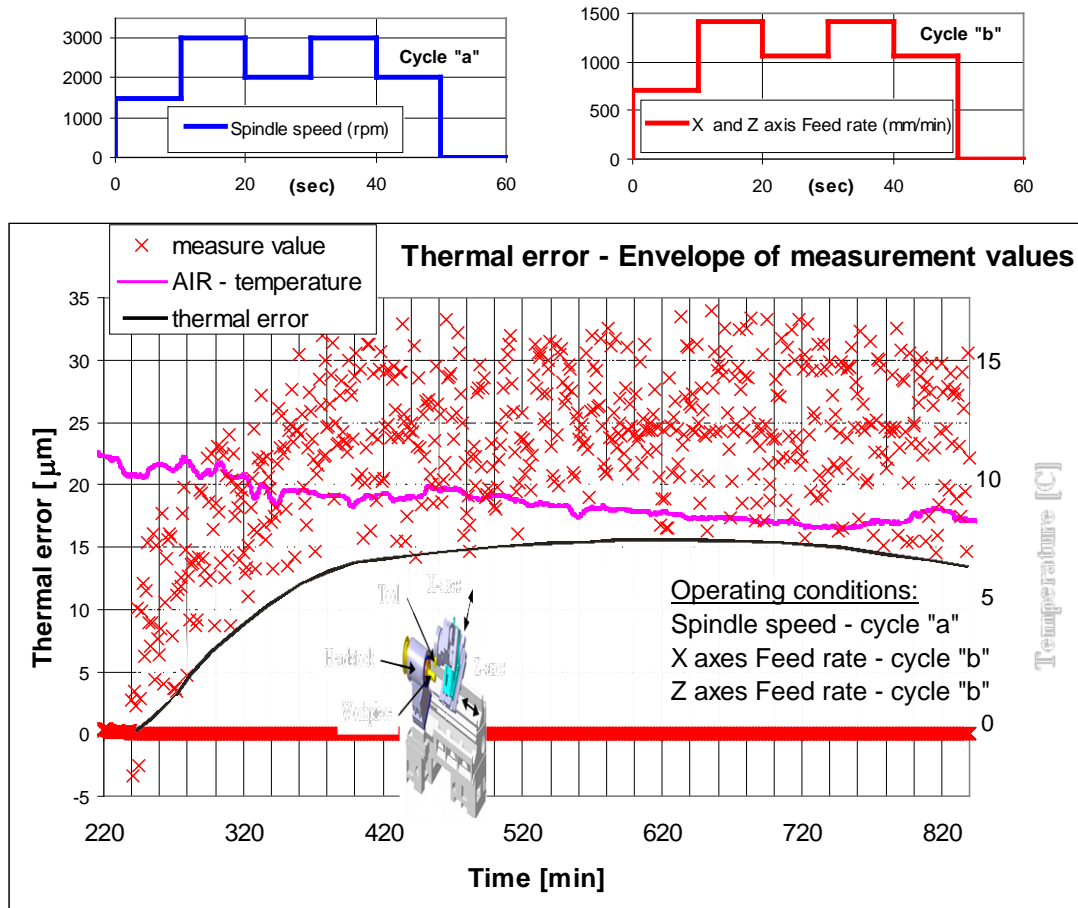 3000
2000
1000
0
Cycle "a"
Spindle speed (rpm)
0
20
(sec)
40
60
1500
1000
500
0
Cycle "b"
X and Z axis Feed rate (mm/min)
0
20
(sec)
40
60
measure value
AIR - temperature
thermal error
Thermal error - Envelope of measurement values
35
30
25
20
15
10
5
0
-5
Thermal error [μm]
15
10
5
0
Temperature [C]
Tool
X-axes
Z-axes
Headstock
Workpiece
Operating conditions:
Spindle speed - cycle "a"
X axes Feed rate - cycle "b"
Z axes Feed rate - cycle "b"
220
320
420
520
620
720
820
Time [min]